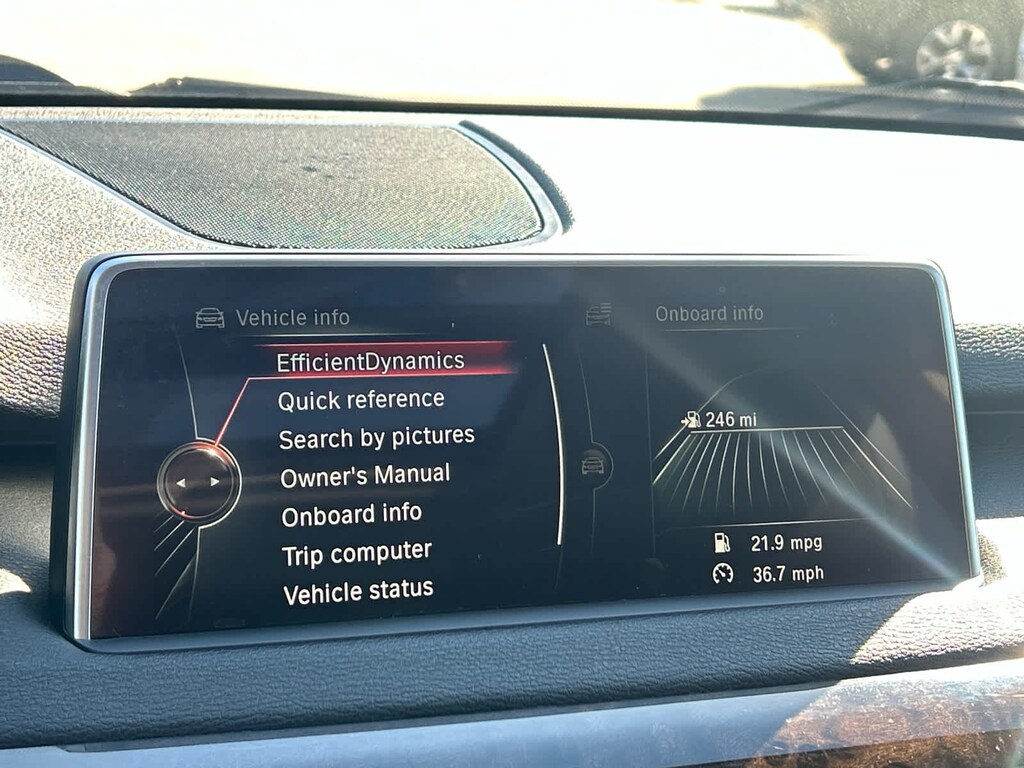 Vehicle info
EfficientDynamics
Quick reference
Search by pictures
Owner's Manual
Onboard info
Trip computer
Vehicle status
Onboard info
246 mi
21.9 mpg
36.7 mph